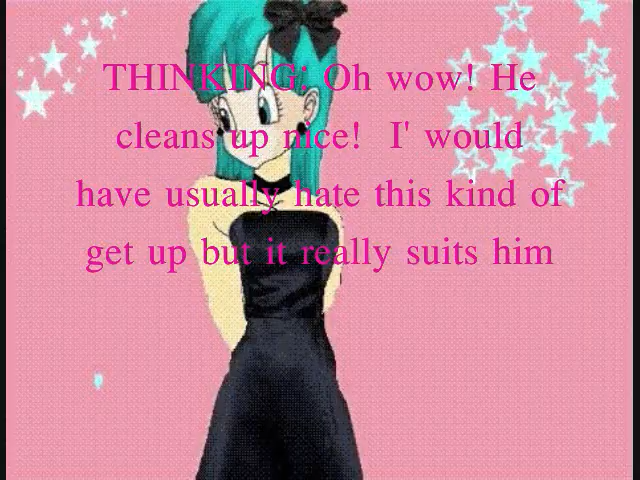 THINKING; Oh wow! He
cleans up nice!  I' would
have usually hate this kind of
get up but it really suits him